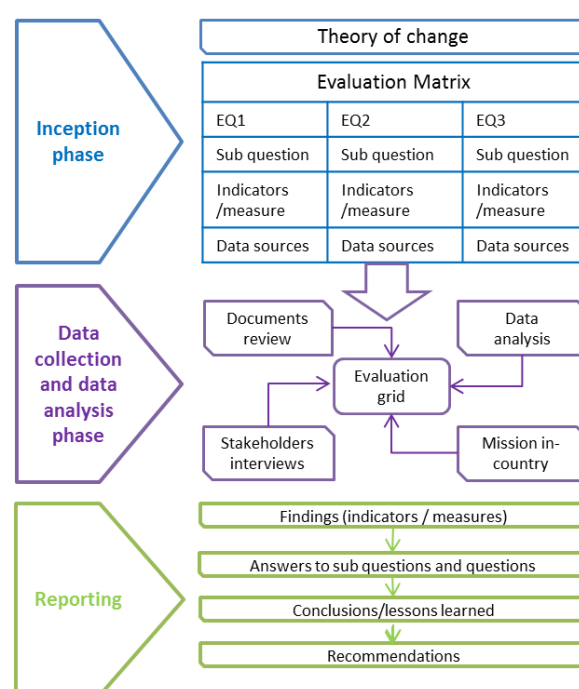 Theory of change
Inception
phase
Evaluation Matrix
EQ1 EQ2 EQ3
Sub question Sub question Sub question
Indicators Indicators Indicators
/measure /measure /measure
Data sources Data sources Data sources
Data
collection
and data
analysis
phase
Documents
review
Data
analysis
Evaluation
grid
Stakeholders
interviews
Mission in-
country
Reporting
Findings (indicators / measures)
Answers to sub questions and questions
Conclusions/lessons learned
Recommendations